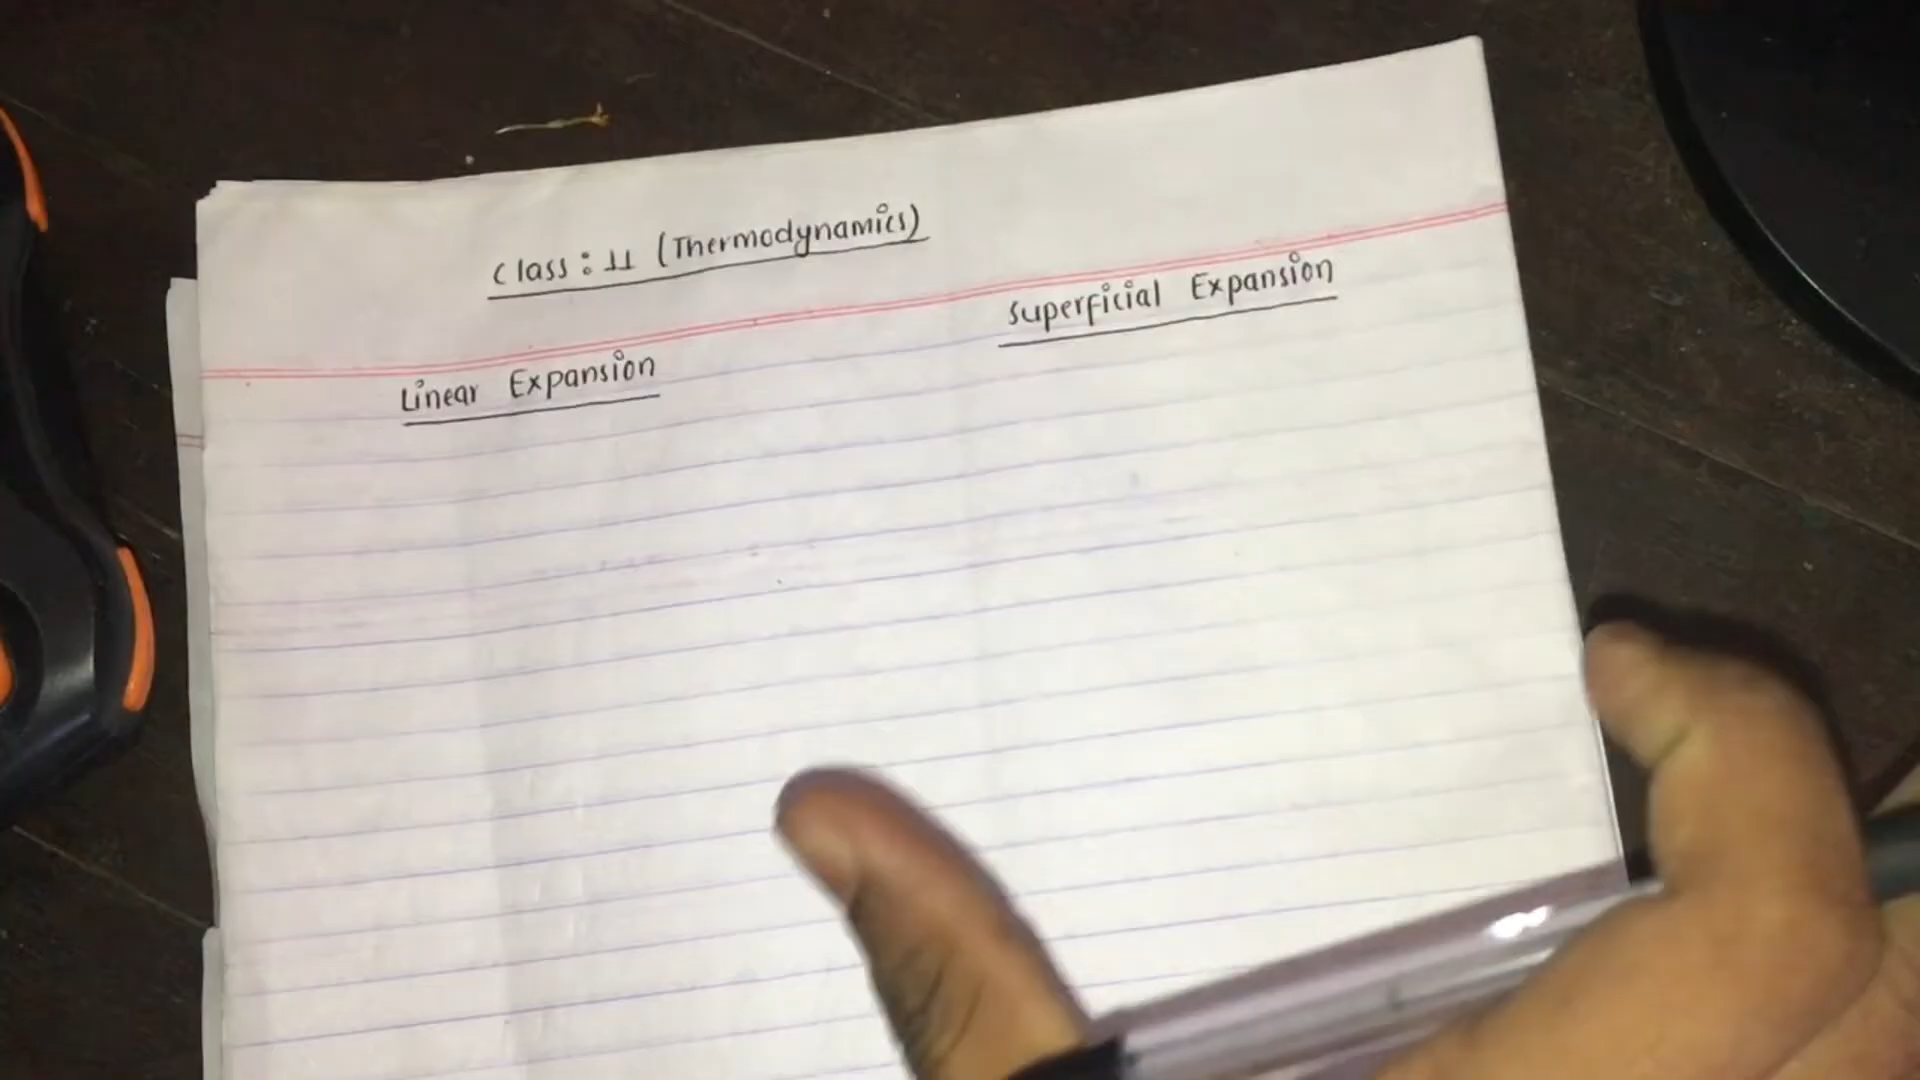 Class: 11 (Thermodynamics)
Linear Expansion
Superficial Expansion